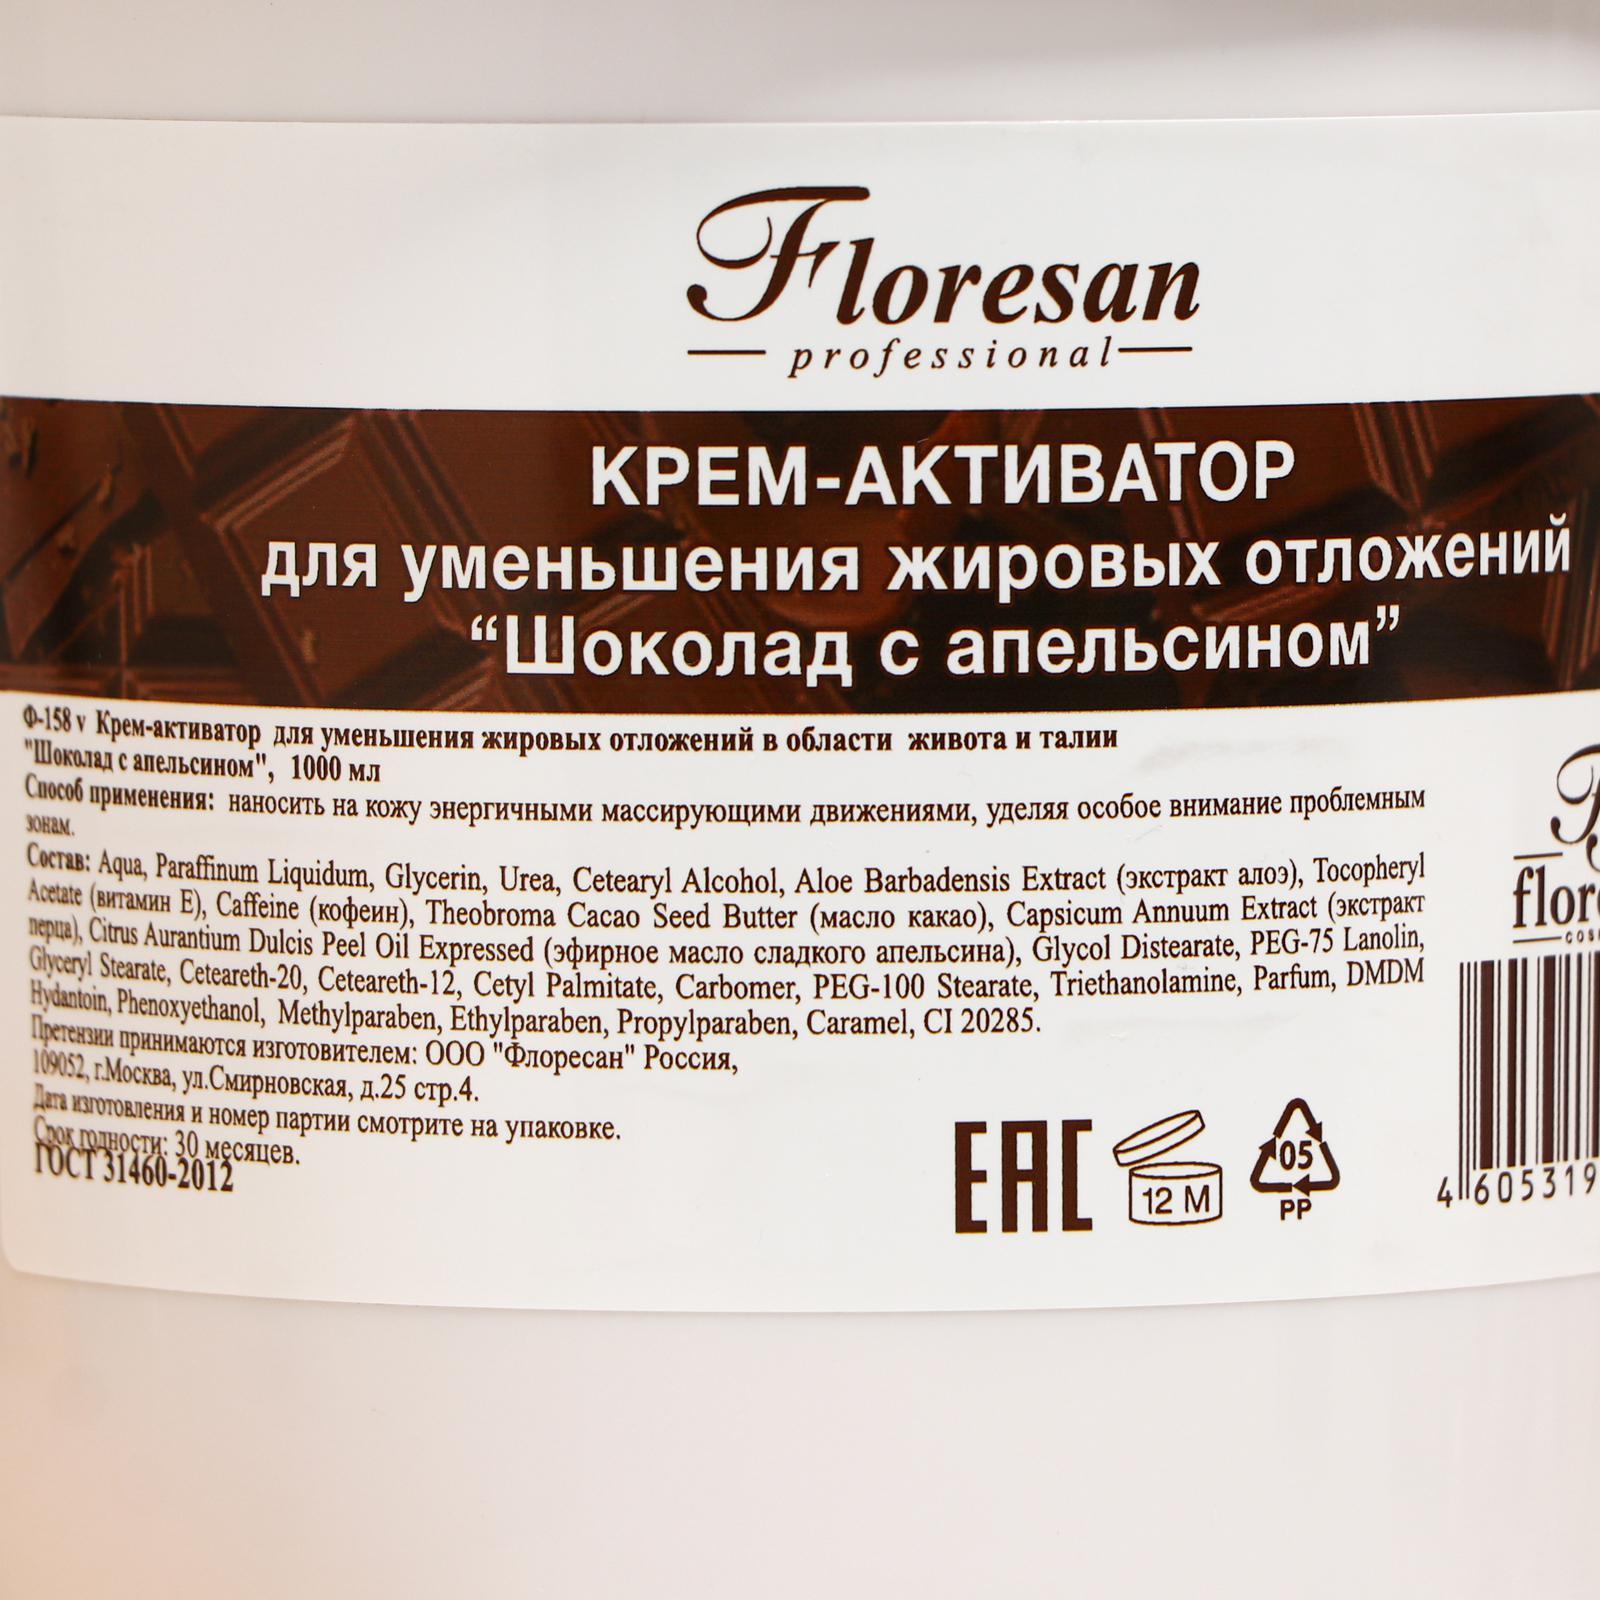 Floresan
professional
КРЕМ-АКТИВАТОР
для уменьшения жировых отложений
“Шоколад с апельсином”
Ф-158 v Крем-активатор для уменьшения жировых отложений в области живота и талии
"Шоколад с апельсином", 1000 мл
Способ применения: наносить на кожу энергичными массирующими движениями, уделяя особое внимание проблемным
зонам.
Состав: Aqua, Paraffinum Liquidum, Glycerin, Urea, Cetearyl Alcohol, Aloe Barbadensis Extract (экстракт алоэ), Tocopheryl
Acetate (витамин Е), Caffeine (кофеин), Theobroma Cacao Seed Butter (масло какао), Capsicum Annuum Extract (экстракт
перца), Citrus Aurantium Dulcis Peel Oil Expressed (эфирное масло сладкого апельсина), Glycol Distearate, PEG-75 Lanolin,
Glyceryl Stearate, Ceteareth-20, Ceteareth-12, Cetyl Palmitate, Carbomer, PEG-100 Stearate, Triethanolamine, Parfum, DMDM
Hydantoin, Phenoxyethanol, Methylparaben, Ethylparaben, Propylparaben, Caramel, CI 20285.
Претензии принимаются изготовителем: ООО "Флоресан" Россия,
109052, г.Москва, ул.Смирновская, д.25 стр.4.
Дата изготовления и номер партии смотрите на упаковке.
Срок годности: 30 месяцев.
ГОСТ 31460-2012
EAC
12 M
05
PP
4 605319